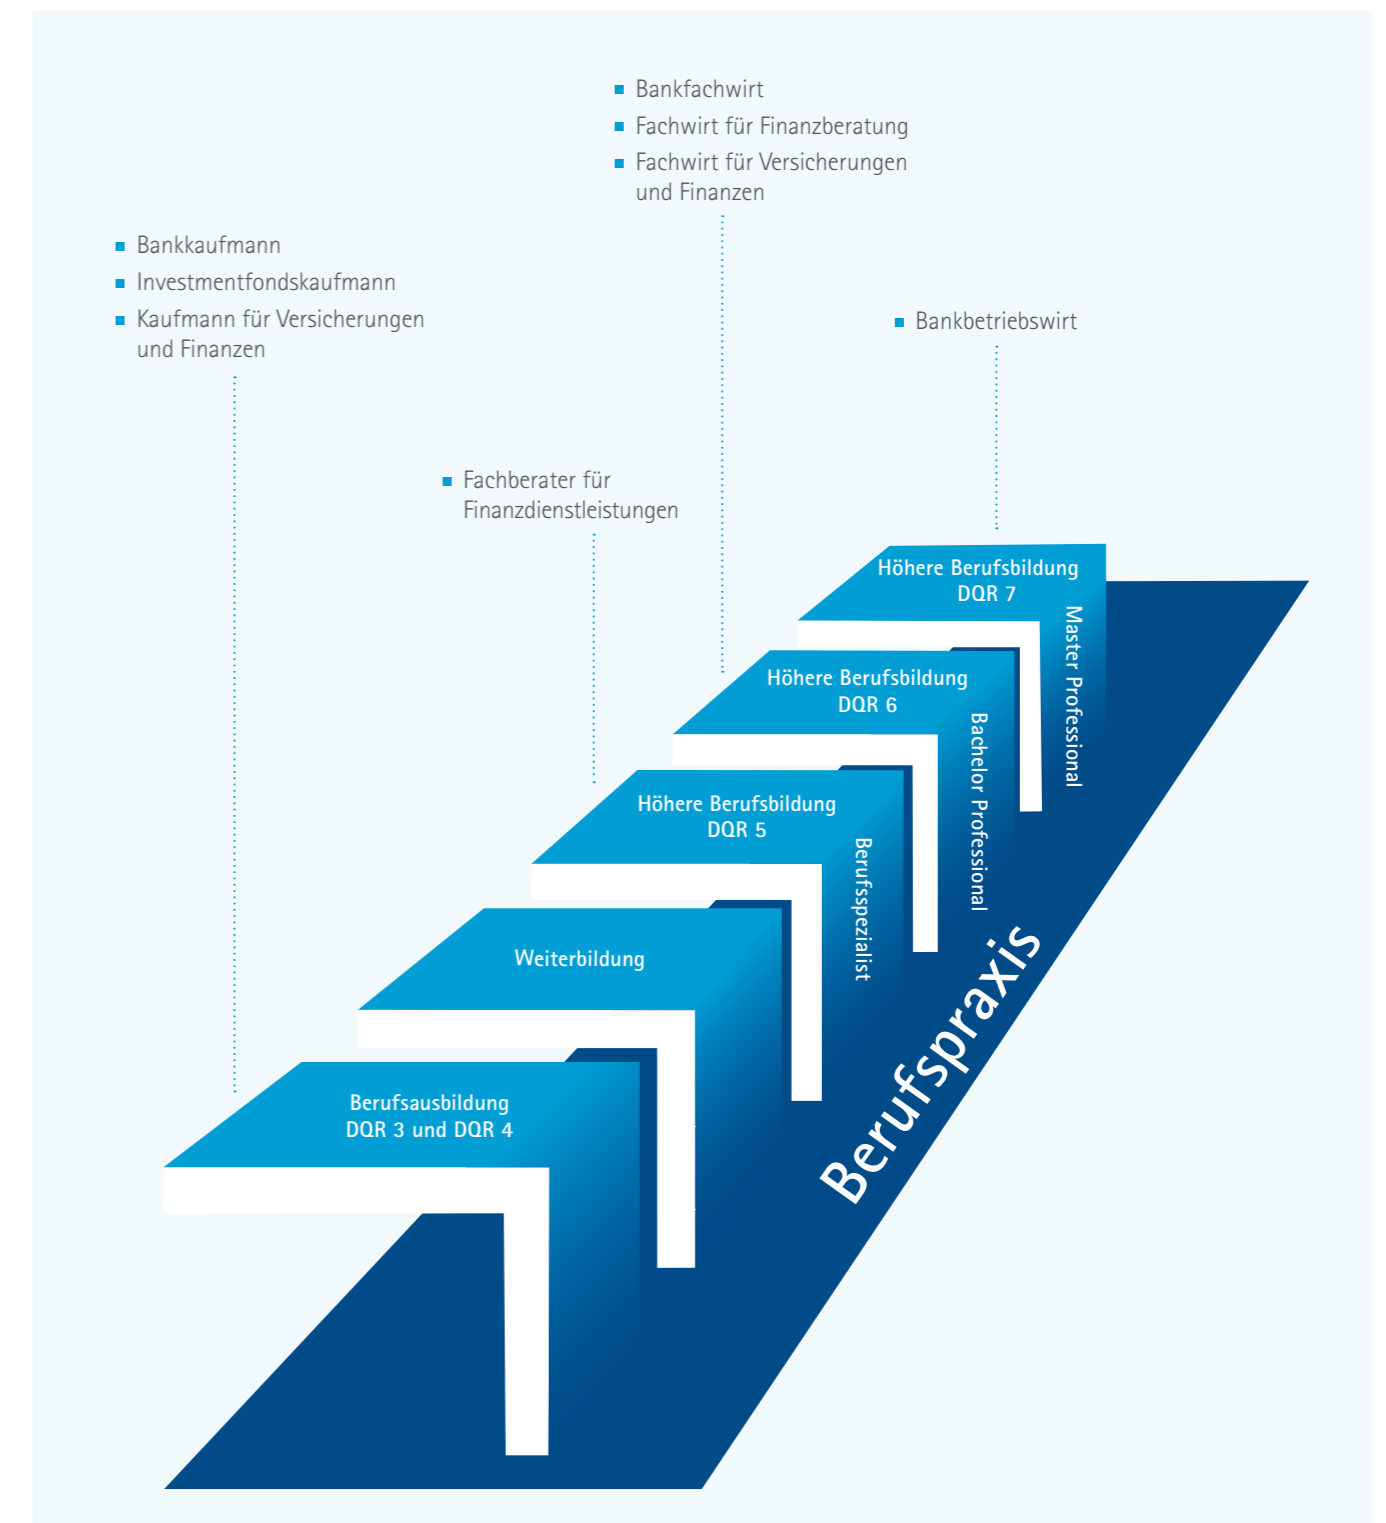 Bankfachwirt
Fachwirt für Finanzberatung
Fachwirt für Versicherungen
und Finanzen
Bankkaufmann
Investmentfondskaufmann
Kaufmann für Versicherungen
und Finanzen
Bankbetriebswirt
Fachberater für
Finanzdienstleistungen
Höhere Berufsbildung
DQR 7
Master Professional
Höhere Berufsbildung
DQR 6
Bachelor Professional
Höhere Berufsbildung
DQR 5
Berufsspezialist
Weiterbildung
Berufsausbildung
DQR 3 und DQR 4
Berufspraxis